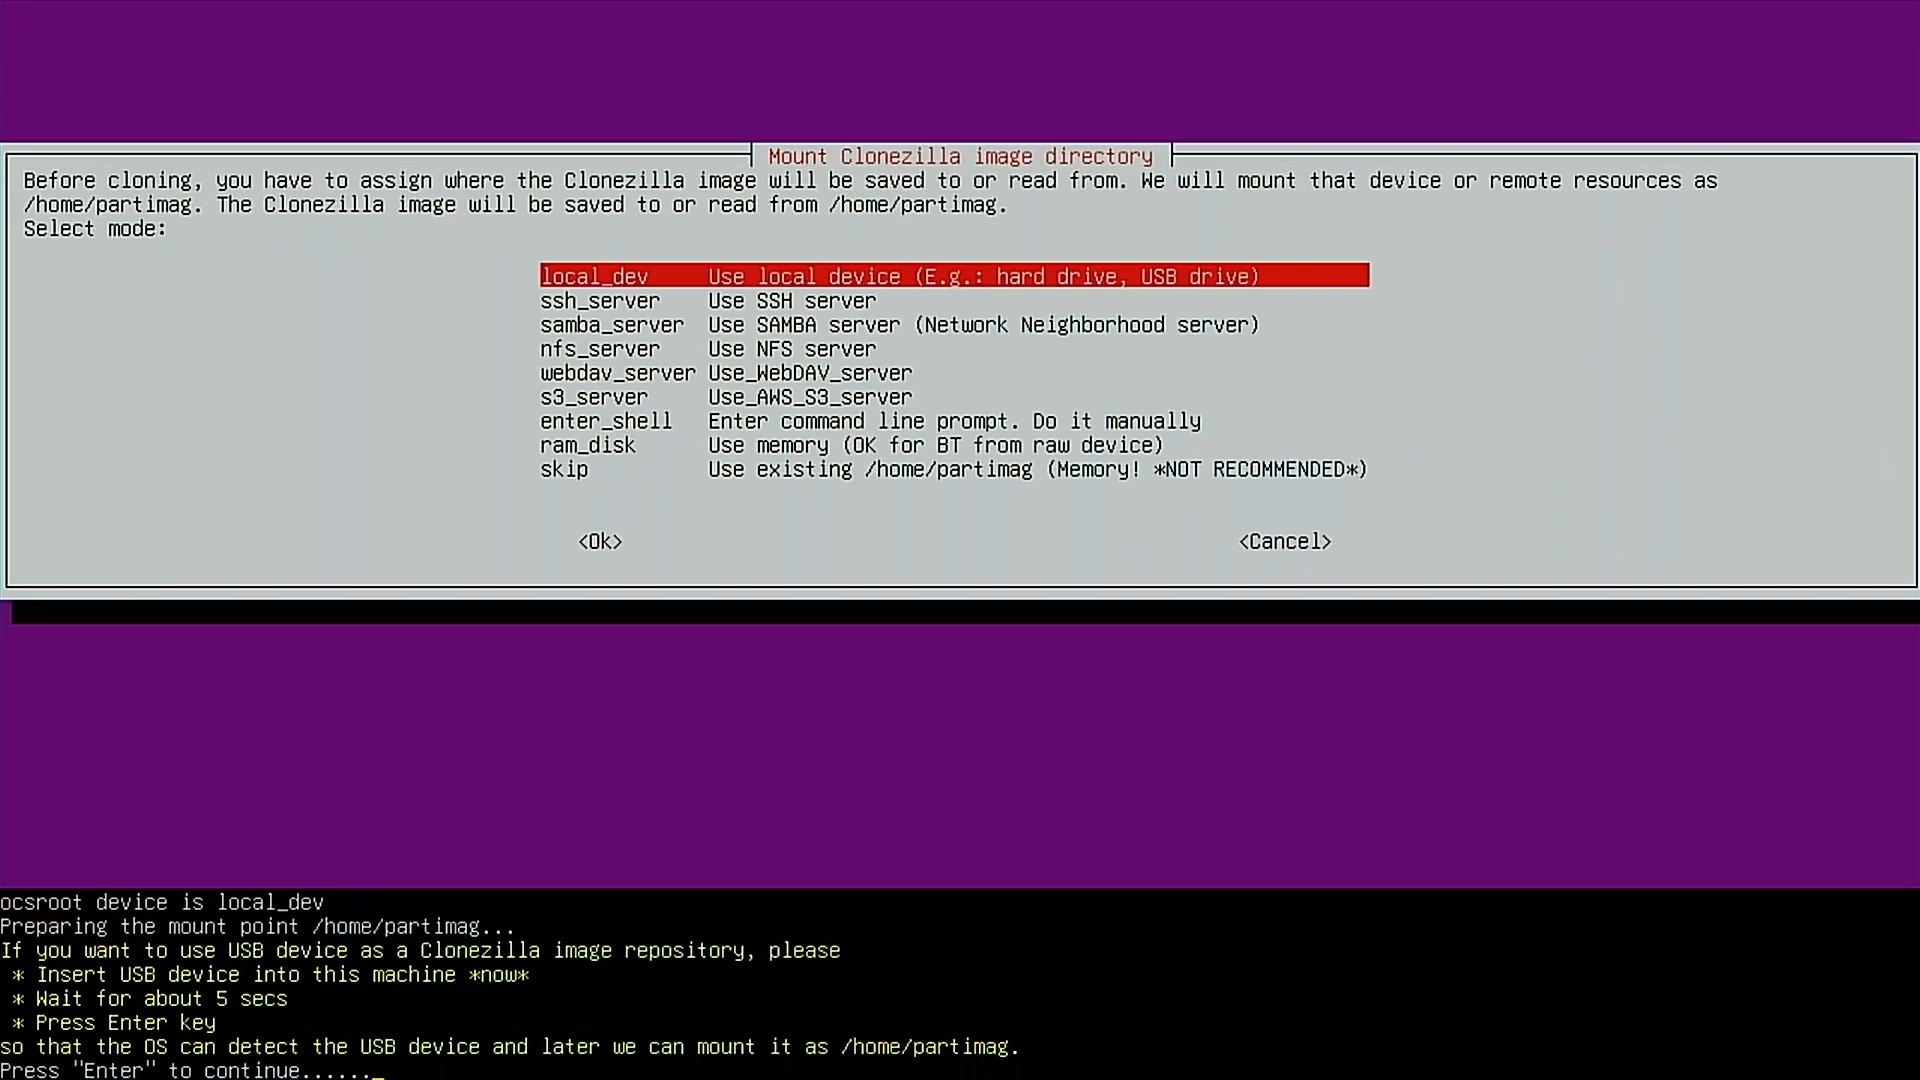 Mount Clonezilla image directory
Before cloning, you have to assign where the Clonezilla image will be saved to or read from. We will mount that device or remote resources as
/home/partimag. The Clonezilla image will be saved to or read from /home/partimag.
Select mode:
local_dev Use local device (E.g.: hard drive, USB drive)
ssh_server Use SSH server
samba_server Use SAMBA server (Network Neighborhood server)
nfs_server Use NFS server
webdav_server Use_WebDAV_server
s3_server Use_AWS_S3_server
enter_shell Enter command line prompt. Do it manually
ram_disk Use memory (OK for BT from raw device)
skip Use existing /home/partimag (Memory! *NOT RECOMMENDED*)
<Ok> <Cancel>
ocsroot device is local_dev
Preparing the mount point /home/partimag...
If you want to use USB device as a Clonezilla image repository, please
* Insert USB device into this machine *now*
* Wait for about 5 secs
* Press Enter key
so that the OS can detect the USB device and later we can mount it as /home/partimag.
Press "Enter" to continue......_